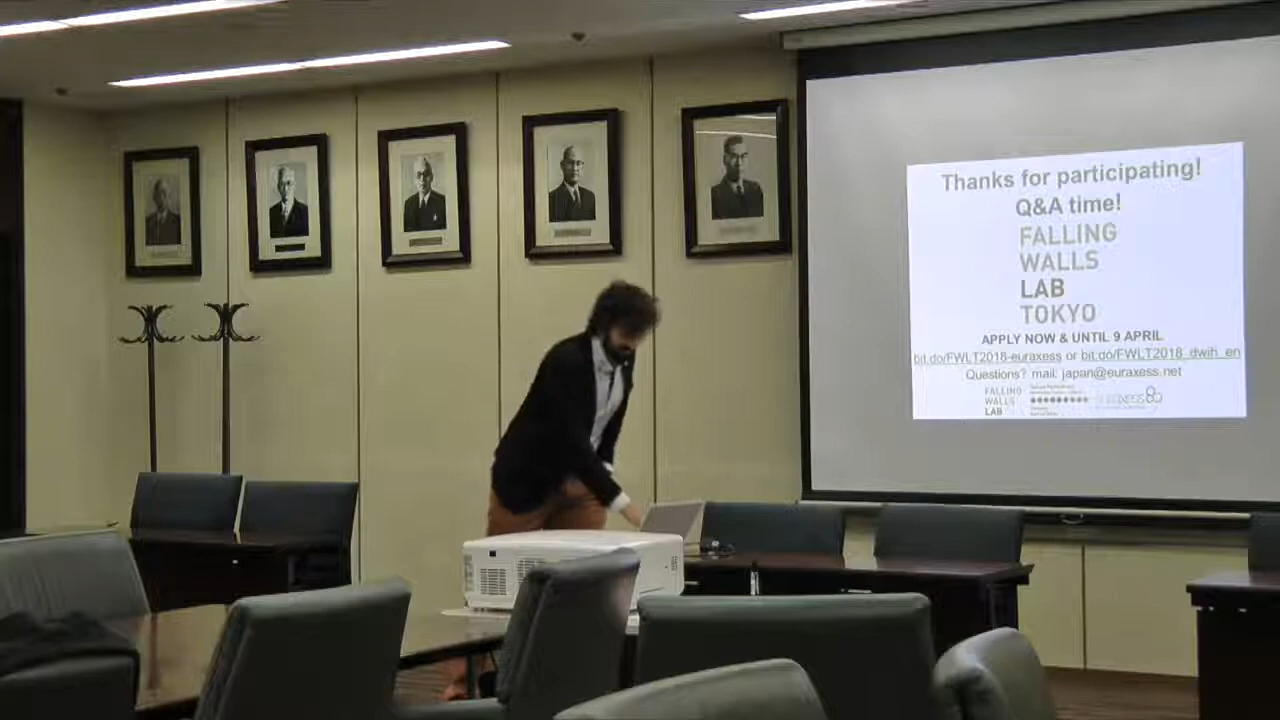 Thanks for participating!
Q&A time!
FALLING
WALLS
LAB
TOKYO
APPLY NOW & UNTIL 9 APRIL
bit.do/FWLT2018-euraxess or bit.do/FWLT2018_dwih_en
Questions? mail: japan@euraxess.net
FALLING
WALLS
LAB